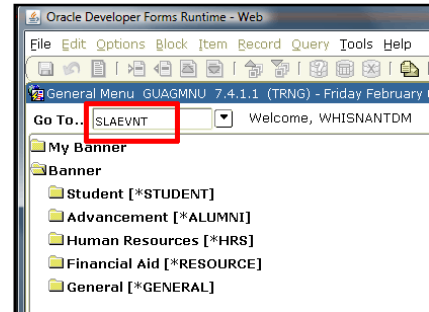 Oracle Developer Forms Runtime - Web
File Edit Options Block Item Record Query Tools Help
General Menu GUAGMNU 7.4.1.1 (TRNG) - Friday February
Go To... SLAEVNT Welcome, WHISNANTDM
My Banner
Banner
Student [*STUDENT]
Advancement [*ALUMNI]
Human Resources [*HRS]
Financial Aid [*RESOURCE]
General [*GENERAL]